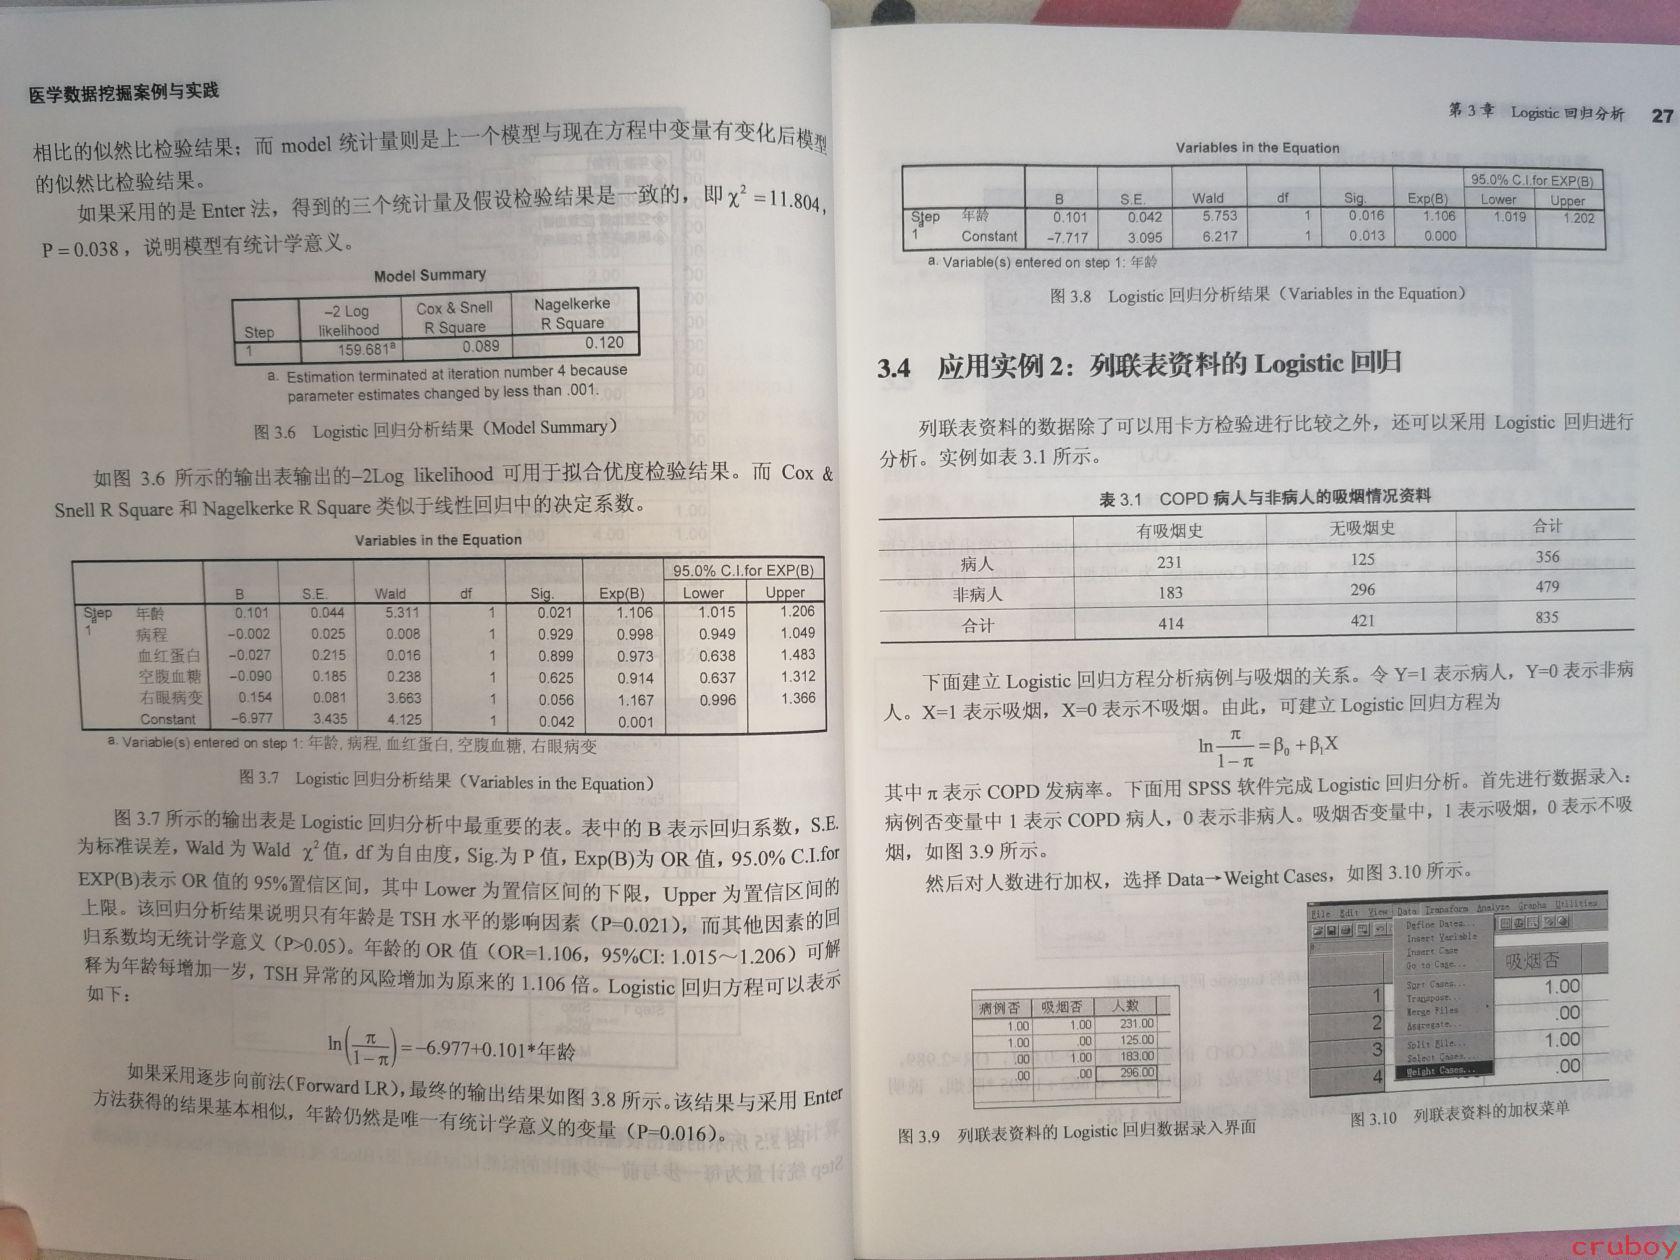 医学数据挖掘案例与实践
相比的似然比检验结果；而 model 统计量则是上一个模型与现在方程中变量有变化后模型
的似然比检验结果。
如果采用的是 Enter 法，得到的三个统计量及假设检验结果是一致的，即 χ² =11.804，
P = 0.038，说明模型有统计学意义。
Model Summary
Step –2 Log likelihood Cox & Snell R Square Nagelkerke R Square
1 159.681ᵃ 0.089 0.120
a. Estimation terminated at iteration number 4 because
parameter estimates changed by less than .001.
图 3.6 Logistic 回归分析结果（Model Summary）
如图 3.6 所示的输出表输出的–2Log likelihood 可用于拟合优度检验结果。而 Cox &
Snell R Square 和 Nagelkerke R Square 类似于线性回归中的决定系数。
Variables in the Equation
95.0% C.I.for EXP(B)
B S.E. Wald df Sig. Exp(B) Lower Upper
Step 1ᵃ 年龄 0.101 0.044 5.311 1 0.021 1.106 1.015 1.206
病程 –0.002 0.025 0.008 1 0.929 0.998 0.949 1.049
血红蛋白 –0.027 0.215 0.016 1 0.899 0.973 0.638 1.483
空腹血糖 –0.090 0.185 0.238 1 0.625 0.914 0.637 1.312
右眼病变 0.154 0.081 3.663 1 0.056 1.167 0.996 1.366
Constant –6.977 3.435 4.125 1 0.042 0.001
a. Variable(s) entered on step 1: 年龄, 病程, 血红蛋白, 空腹血糖, 右眼病变
图 3.7 Logistic 回归分析结果（Variables in the Equation）
图 3.7 所示的输出表是 Logistic 回归分析中最重要的表。表中的 B 表示回归系数，S.E.
为标准误差，Wald 为 Wald χ² 值，df 为自由度，Sig.为 P 值，Exp(B)为 OR 值，95.0% C.I.for
EXP(B)表示 OR 值的 95%置信区间，其中 Lower 为置信区间的下限，Upper 为置信区间的
上限。该回归分析结果说明只有年龄是 TSH 水平的影响因素（P=0.021），而其他因素的回
归系数均无统计学意义（P>0.05）。年龄的 OR 值（OR=1.106，95%CI: 1.015～1.206）可解
释为年龄每增加一岁，TSH 异常的风险增加为原来的 1.106 倍。Logistic 回归方程可以表示
如下：
ln(π/(1−π))=−6.977+0.101*年龄
如果采用逐步向前法（Forward LR），最终的输出结果如图 3.8 所示。该结果与采用 Enter
方法获得的结果基本相似，年龄仍然是唯一有统计学意义的变量（P=0.016）。
第 3 章 Logistic 回归分析 27
Variables in the Equation
95.0% C.I.for EXP(B)
B S.E. Wald df Sig. Exp(B) Lower Upper
Step 1ᵃ 年龄 0.101 0.042 5.753 1 0.016 1.106 1.019 1.202
Constant –7.717 3.095 6.217 1 0.013 0.000
a. Variable(s) entered on step 1: 年龄
图 3.8 Logistic 回归分析结果（Variables in the Equation）
3.4 应用实例 2：列联表资料的 Logistic 回归
列联表资料的数据除了可以用卡方检验进行比较之外，还可以采用 Logistic 回归进行
分析。实例如表 3.1 所示。
表 3.1 COPD 病人与非病人的吸烟情况资料
有吸烟史 无吸烟史 合计
病人 231 125 356
非病人 183 296 479
合计 414 421 835
下面建立 Logistic 回归方程分析病例与吸烟的关系。令 Y=1 表示病人，Y=0 表示非病
人。X=1 表示吸烟，X=0 表示不吸烟。由此，可建立 Logistic 回归方程为
ln π/(1−π) = β₀ + β₁X
其中 π 表示 COPD 发病率。下面用 SPSS 软件完成 Logistic 回归分析。首先进行数据录入：
病例否变量中 1 表示 COPD 病人，0 表示非病人。吸烟否变量中，1 表示吸烟，0 表示不吸
烟，如图 3.9 所示。
然后对人数进行加权，选择 Data→Weight Cases，如图 3.10 所示。
病例否 吸烟否 人数
1.00 1.00 231.00
1.00 .00 125.00
.00 1.00 183.00
.00 .00 296.00
图 3.9 列联表资料的 Logistic 回归数据录入界面
File Edit View Data Transform Analyze Graphs Utilities
Define Dates...
Insert Variable
Insert Case
Go to Case...
Sort Cases...
Transpose...
Merge Files
Aggregate...
Split File...
Select Cases...
Weight Cases...
吸烟否
1 1.00
2 .00
3 1.00
4 .00
图 3.10 列联表资料的加权菜单
cruboy